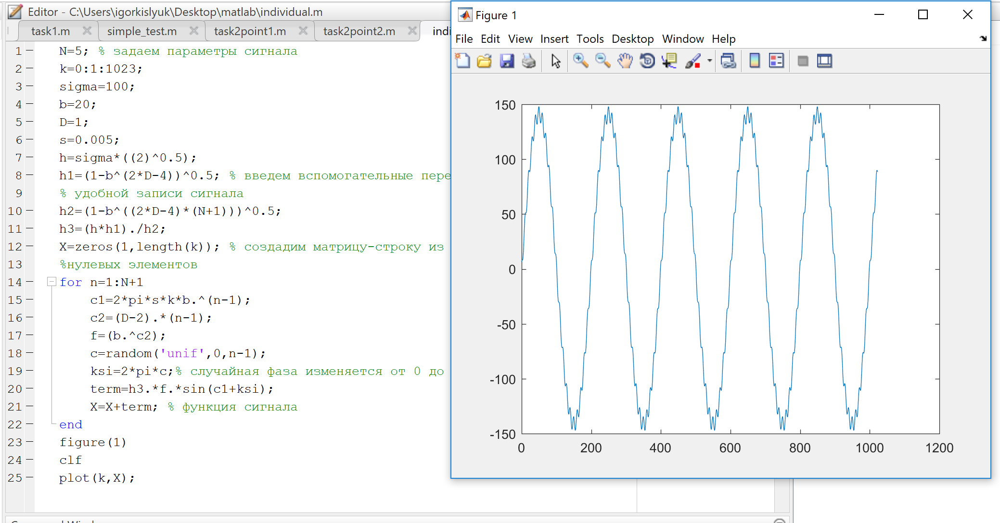 Editor - C:\Users\igorkislyuk\Desktop\matlab\individual.m
task1.m
simple_test.m
task2point1.m
task2point2.m
1 N=5; % задаем параметры сигнала
2 k=0:1:1023;
3 sigma=100;
4 b=20;
5 D=1;
6 s=0.005;
7 h=sigma*((2)^0.5);
8 h1=(1-b^(2*D-4))^0.5; % введем вспомогательные
9 % удобной записи сигнала
10 h2=(1-b^((2*D-4)*(N+1)))^0.5;
11 h3=(h*h1)./h2;
12 X=zeros(1,length(k)); % создадим матрицу-строку из
13 %нулевых элементов
14 for n=1:N+1
15 c1=2*pi*s*k*b.^(n-1);
16 c2=(D-2).*(n-1);
17 f=(b.^c2);
18 c=random('unif',0,n-1);
19 ksi=2*pi*c;% случайная фаза изменяется от 0 до
20 term=h3.*f.*sin(c1+ksi);
21 X=X+term; % функция сигнала
22 end
23 figure(1)
24 clf
25 plot(k,X);
Figure 1
File Edit View Insert Tools Desktop Window Help
150
100
50
0
-50
-100
-150
0 200 400 600 800 1000 1200